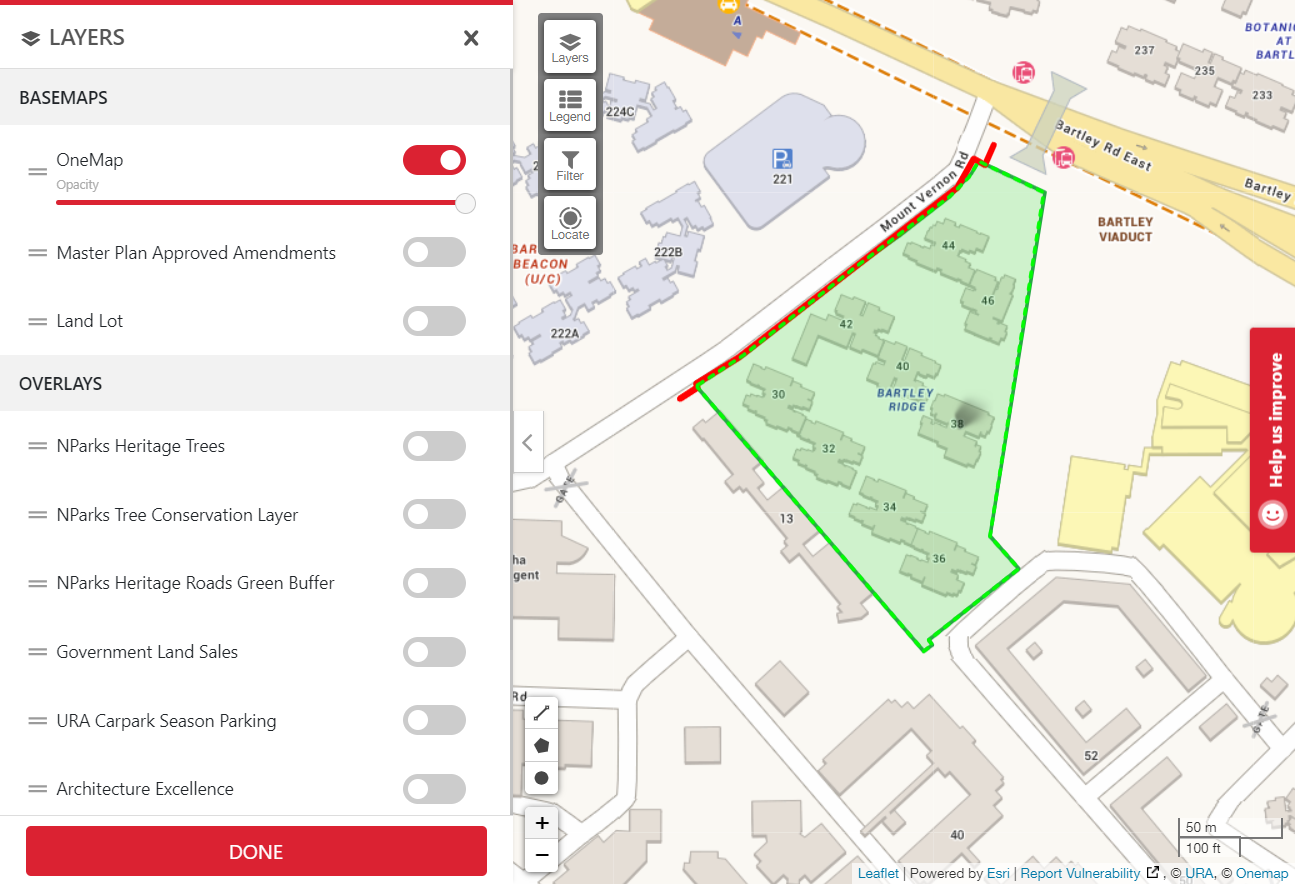 LAYERS
BASEMAPS
OneMap
Opacity
Master Plan Approved Amendments
Land Lot
OVERLAYS
NParks Heritage Trees
NParks Tree Conservation Layer
NParks Heritage Roads Green Buffer
Government Land Sales
URA Carpark Season Parking
Architecture Excellence
DONE
Layers
Legend
Filter
Locate
A
BOTANIC
AT
BARTL
237
235
233
224C
P
221
Mount Vernon Rd
Bartley Rd East
Bartley
BARTLEY
VIADUCT
222B
BAR
BEACON
(U/C)
222A
44
46
42
40
30
BARTLEY
RIDGE
38
32
34
36
13
GATE
ha
gent
Rd
52
GATE
40
Help us improve
+
−
50 m
100 ft
Leaflet | Powered by Esri | Report Vulnerability , © URA, © Onemap